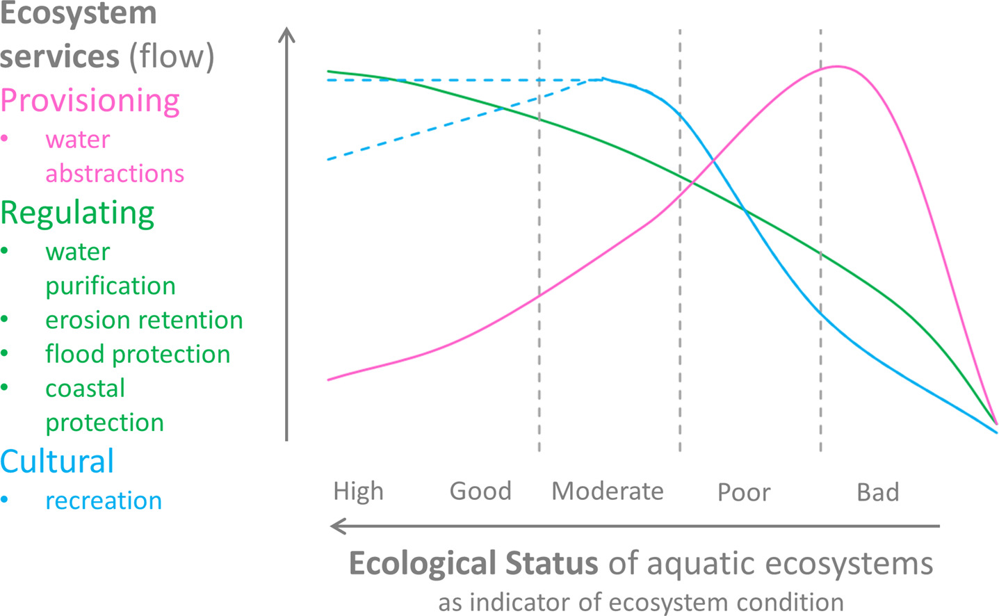 Ecosystem
services (flow)
Provisioning
• water
abstractions
Regulating
• water
purification
• erosion retention
• flood protection
• coastal
protection
Cultural
• recreation
High Good Moderate Poor Bad
Ecological Status of aquatic ecosystems
as indicator of ecosystem condition